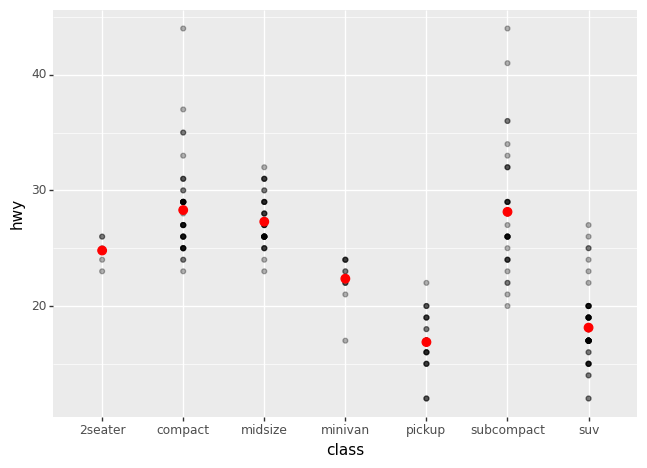 hwy
40
30
20
2seater compact midsize minivan pickup subcompact suv
class